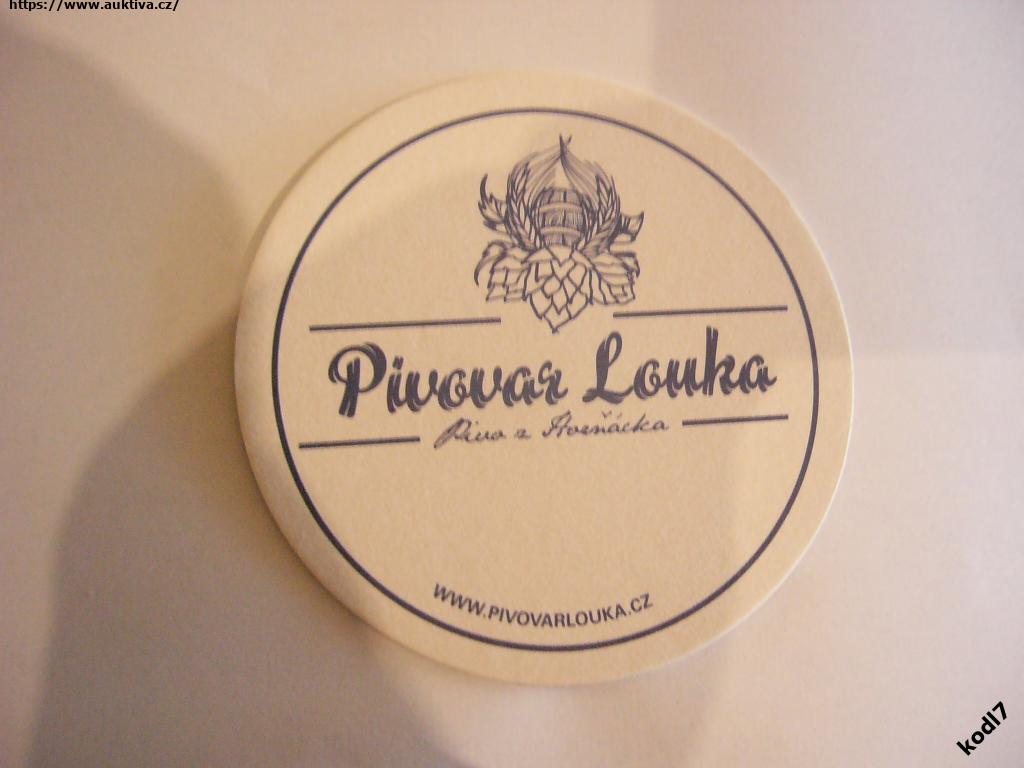 https://www.auktiva.cz/
Pivovar Louka
Pivo z Horňácka
WWW.PIVOVARLOUKA.CZ
kodl7